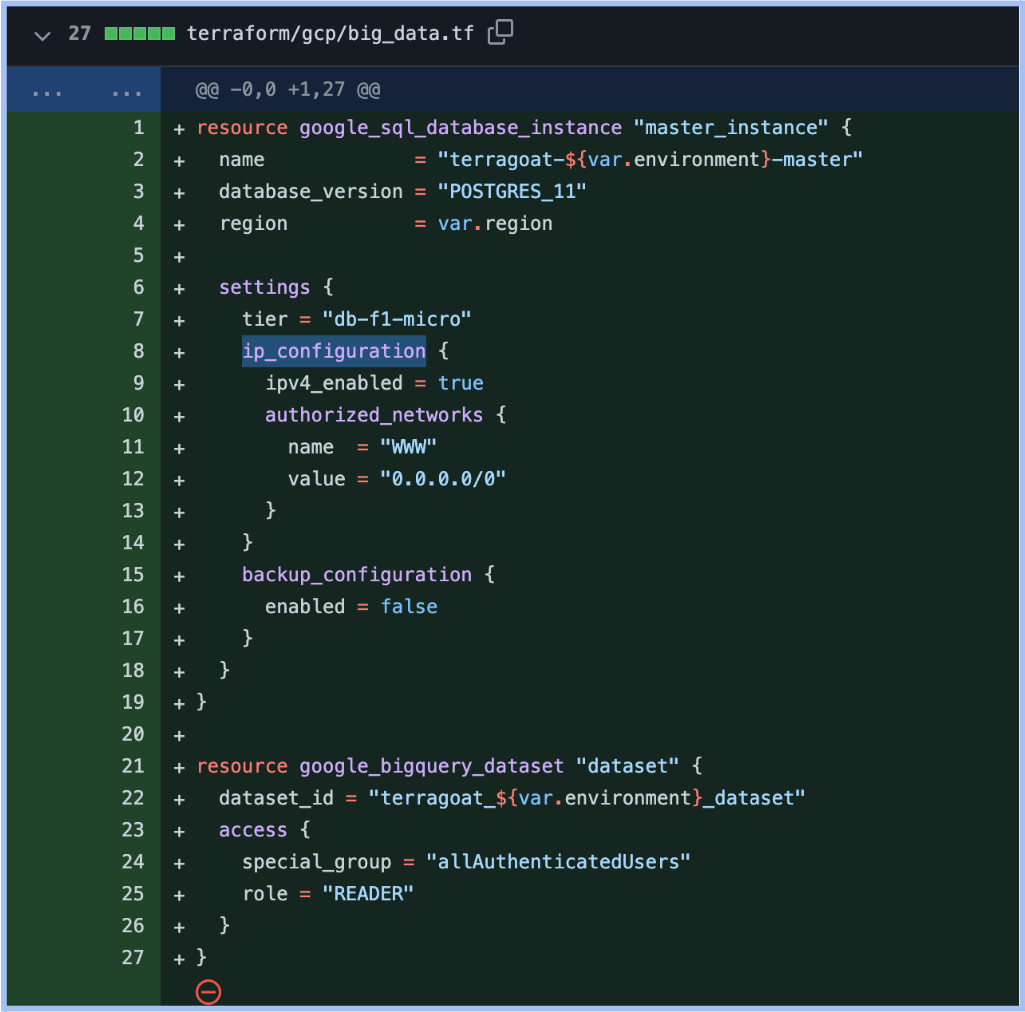 27 terraform/gcp/big_data.tf
... ... @@ -0,0 +1,27 @@
1 + resource google_sql_database_instance "master_instance" {
2 +   name             = "terragoat-${var.environment}-master"
3 +   database_version = "POSTGRES_11"
4 +   region           = var.region
5 +
6 +   settings {
7 +     tier = "db-f1-micro"
8 +     ip_configuration {
9 +       ipv4_enabled = true
10 +       authorized_networks {
11 +         name  = "WWW"
12 +         value = "0.0.0.0/0"
13 +       }
14 +     }
15 +     backup_configuration {
16 +       enabled = false
17 +     }
18 +   }
19 + }
20 +
21 + resource google_bigquery_dataset "dataset" {
22 +   dataset_id = "terragoat_${var.environment}_dataset"
23 +   access {
24 +     special_group = "allAuthenticatedUsers"
25 +     role = "READER"
26 +   }
27 + }